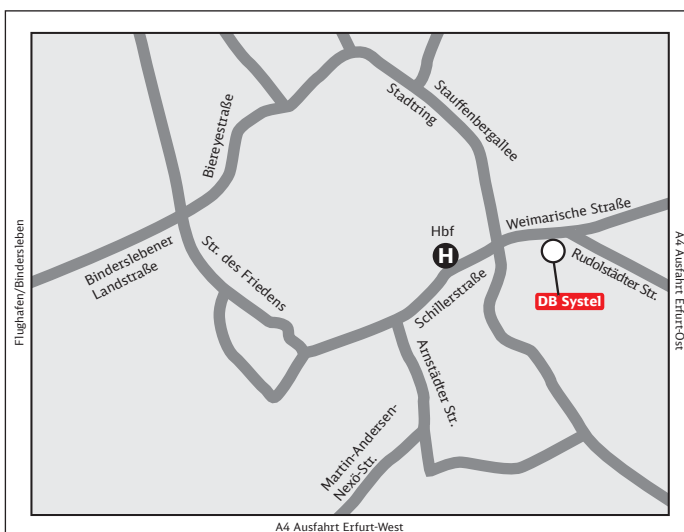 Stadtring
Stauffenbergallee
Biereyestraße
Flughafen/Bindersleben
Binderslebener
Landstraße
Str. des Friedens
Hbf
H
Weimarische Straße
Rudolstädter Str.
DB Systel
Schillerstraße
Arnstädter Str.
Martin-Andersen-
Nexö-Str.
A4 Ausfahrt Erfurt-Ost
A4 Ausfahrt Erfurt-West